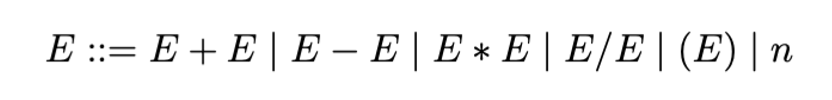 E ::= E + E | E − E | E ∗ E | E/E | (E) | n